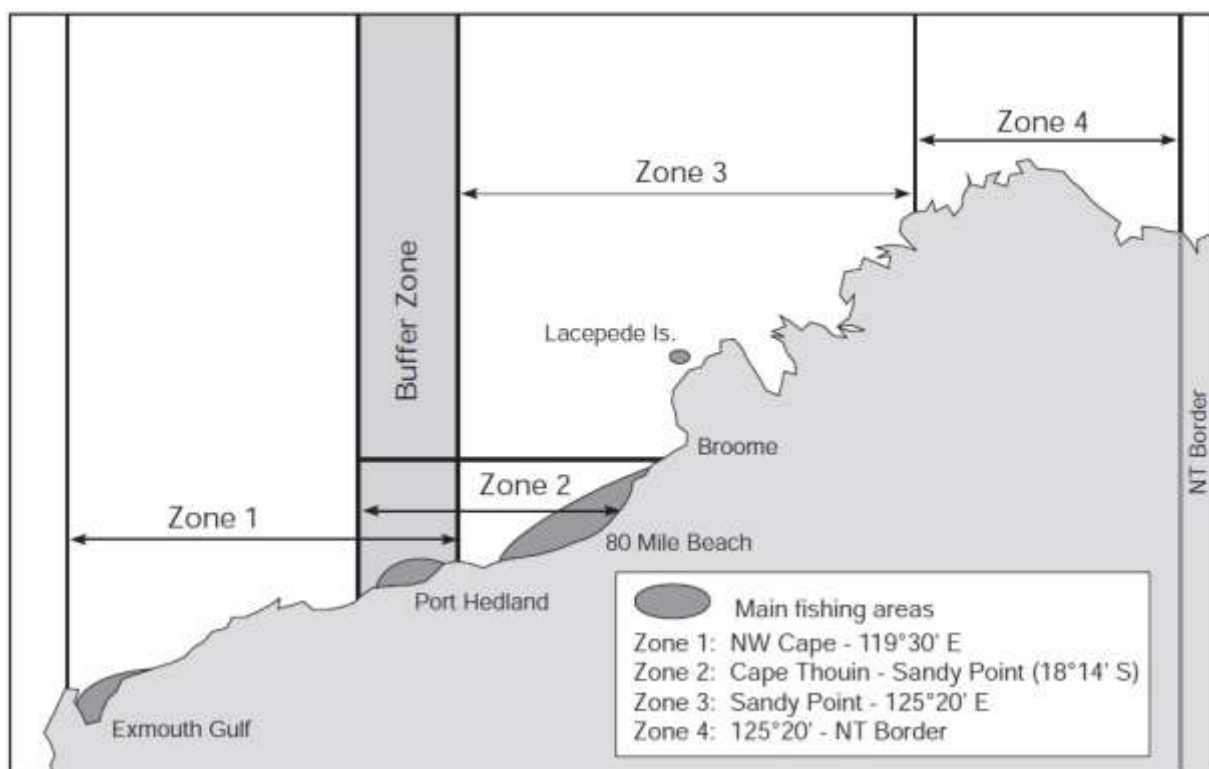 Zone 4
Zone 3
Buffer Zone
Lacepede Is.
Broome
NT Border
Zone 2
Zone 1
80 Mile Beach
Port Hedland
Exmouth Gulf
Main fishing areas
Zone 1: NW Cape - 119°30' E
Zone 2: Cape Thouin - Sandy Point (18°14' S)
Zone 3: Sandy Point - 125°20' E
Zone 4: 125°20' - NT Border